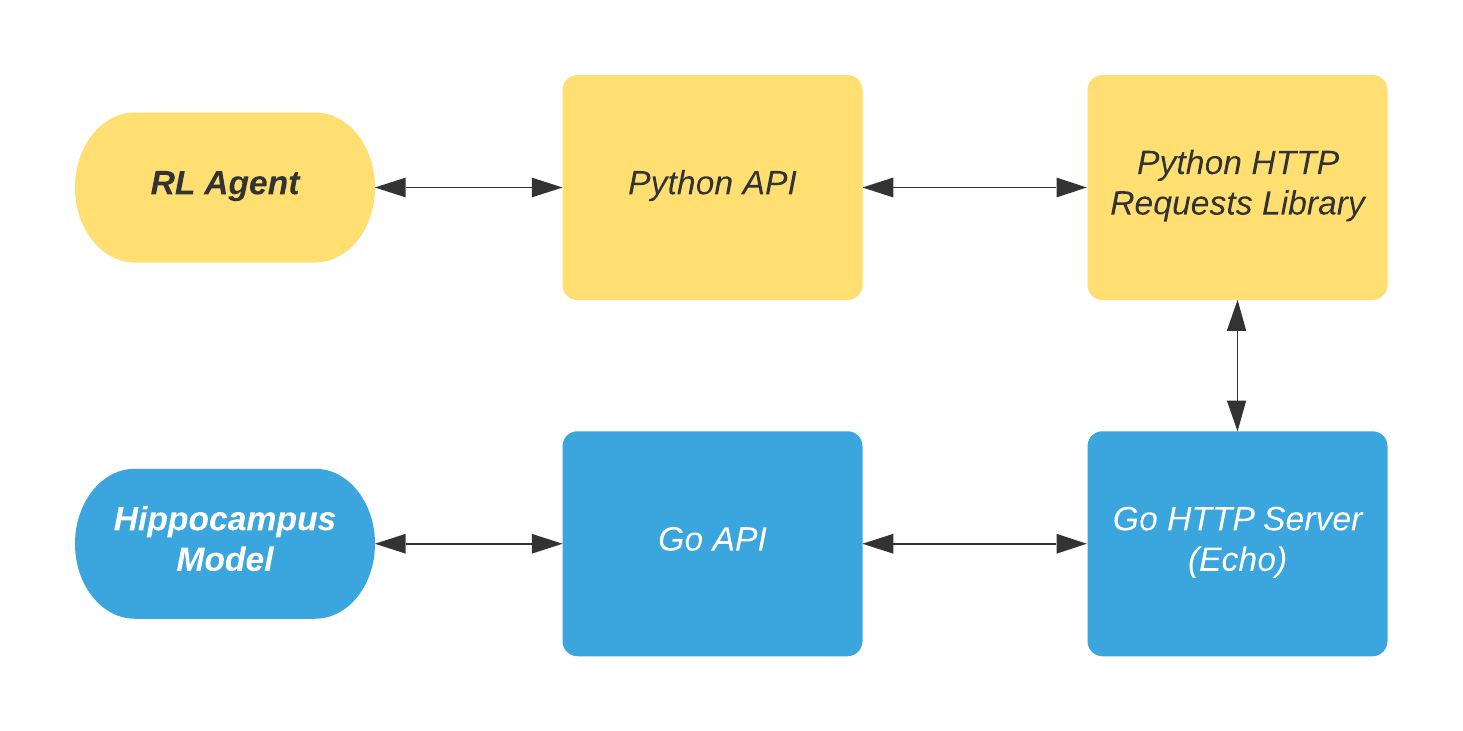 RL Agent
Python API
Python HTTP
Requests Library
Hippocampus
Model
Go API
Go HTTP Server
(Echo)